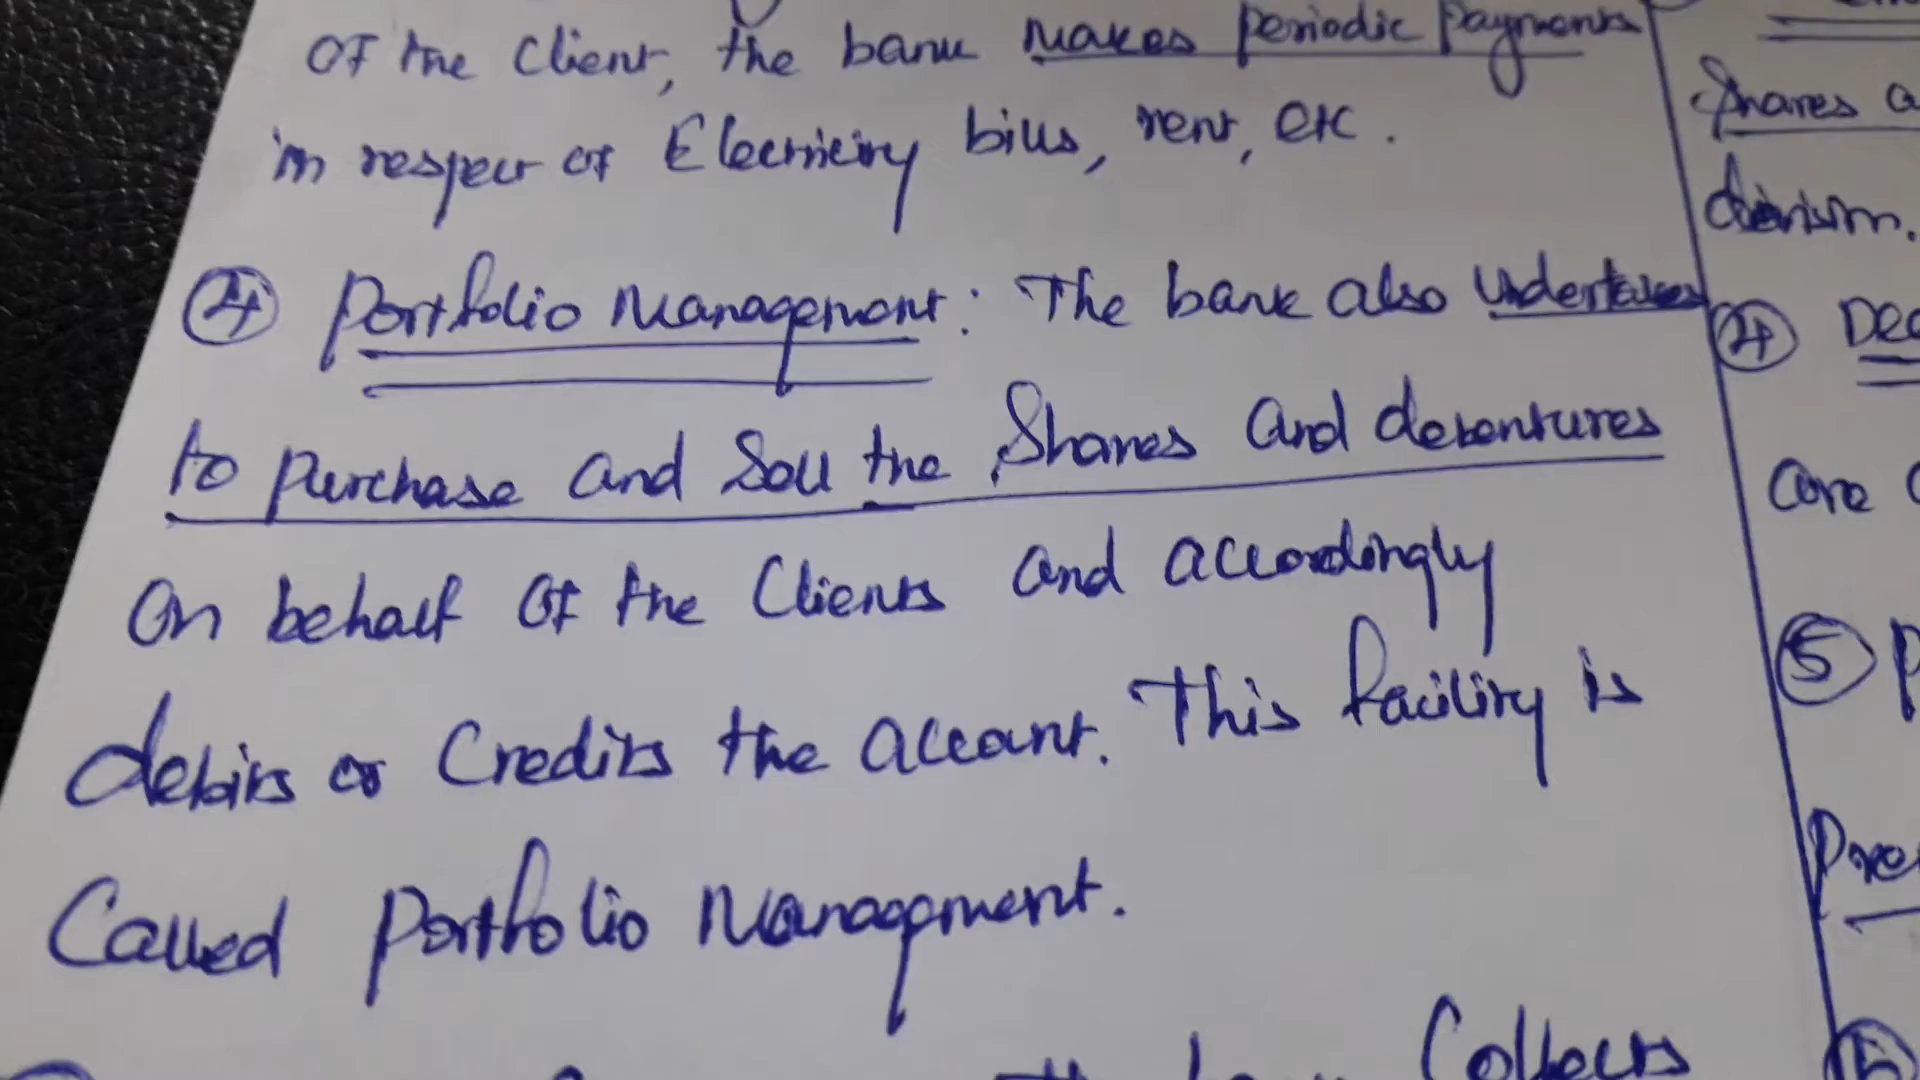 of the client, the bank makes periodic payments
in respect of Electricity bills, rent, etc.
④ Portfolio Management: The bank also undertakes
to purchase and sell the Shares and debentures
on behalf of the Clients and accordingly
debits or Credits the account. This facility is
Called Portfolio Management.
Collects
Shares
④
Core
⑤